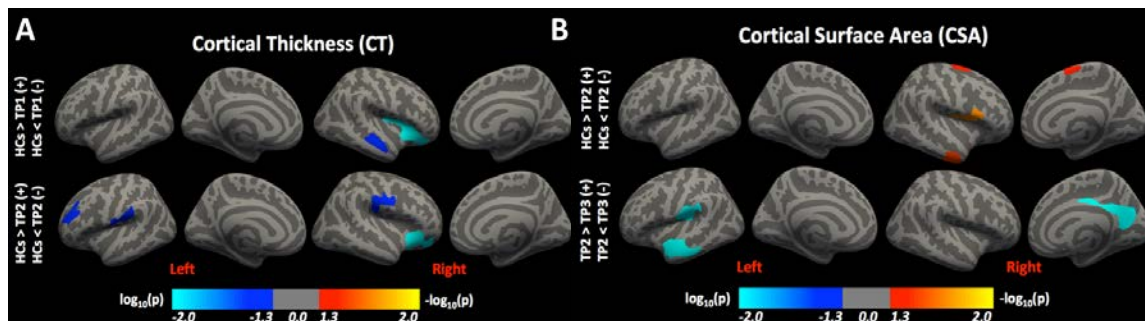 A
Cortical Thickness (CT)
HCs > TP1 (+)
HCs < TP1 (-)
HCs > TP2 (+)
HCs < TP2 (-)
Left
Right
log10(p)
-log10(p)
-2.0
-1.3
0.0
1.3
2.0
B
Cortical Surface Area (CSA)
HCs > TP2 (+)
HCs < TP2 (-)
TP2 > TP3 (+)
TP2 < TP3 (-)
Left
Right
log10(p)
-log10(p)
-2.0
-1.3
0.0
1.3
2.0